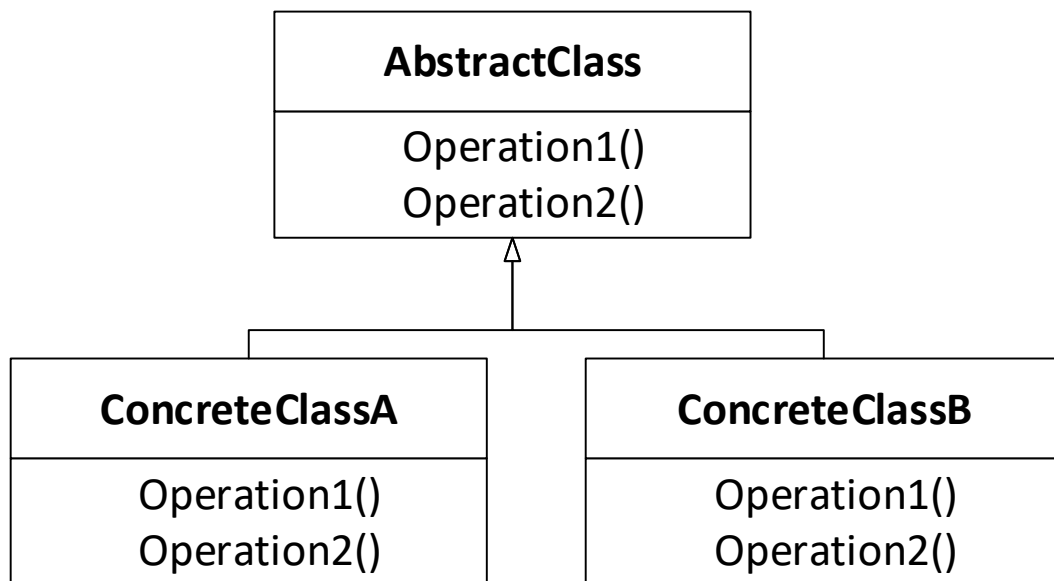 AbstractClass
Operation1()
Operation2()
ConcreteClassA
Operation1()
Operation2()
ConcreteClassB
Operation1()
Operation2()